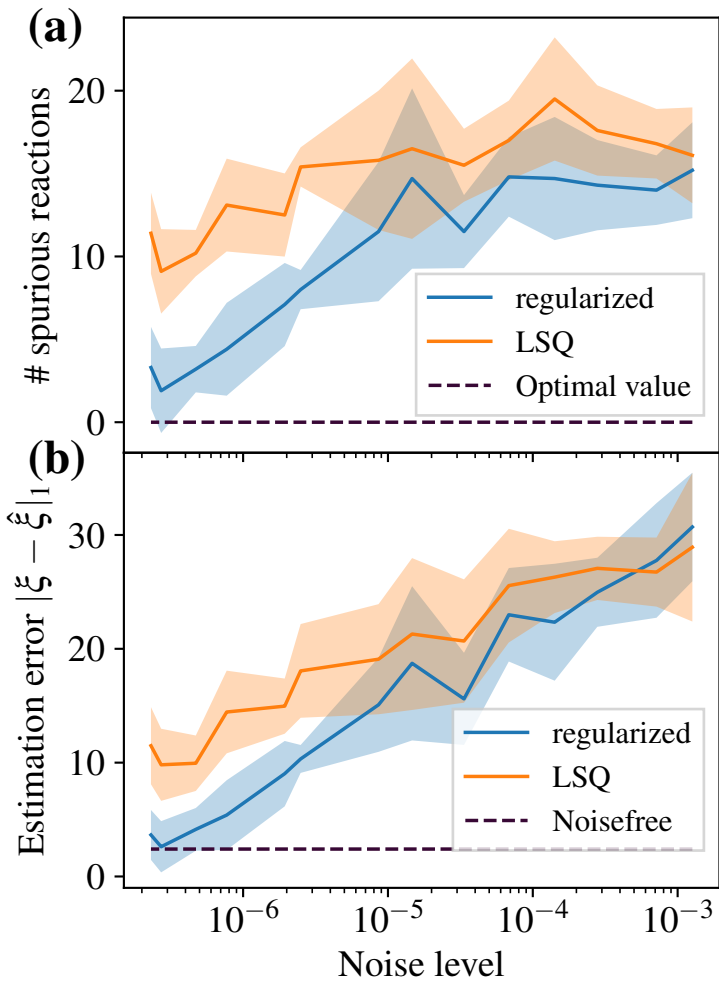 (a)
# spurious reactions
20
10
0
regularized
LSQ
Optimal value
(b)
Estimation error |ξ − ξ̂|₁
30
20
10
0
regularized
LSQ
Noisefree
10⁻⁶
10⁻⁵
10⁻⁴
10⁻³
Noise level